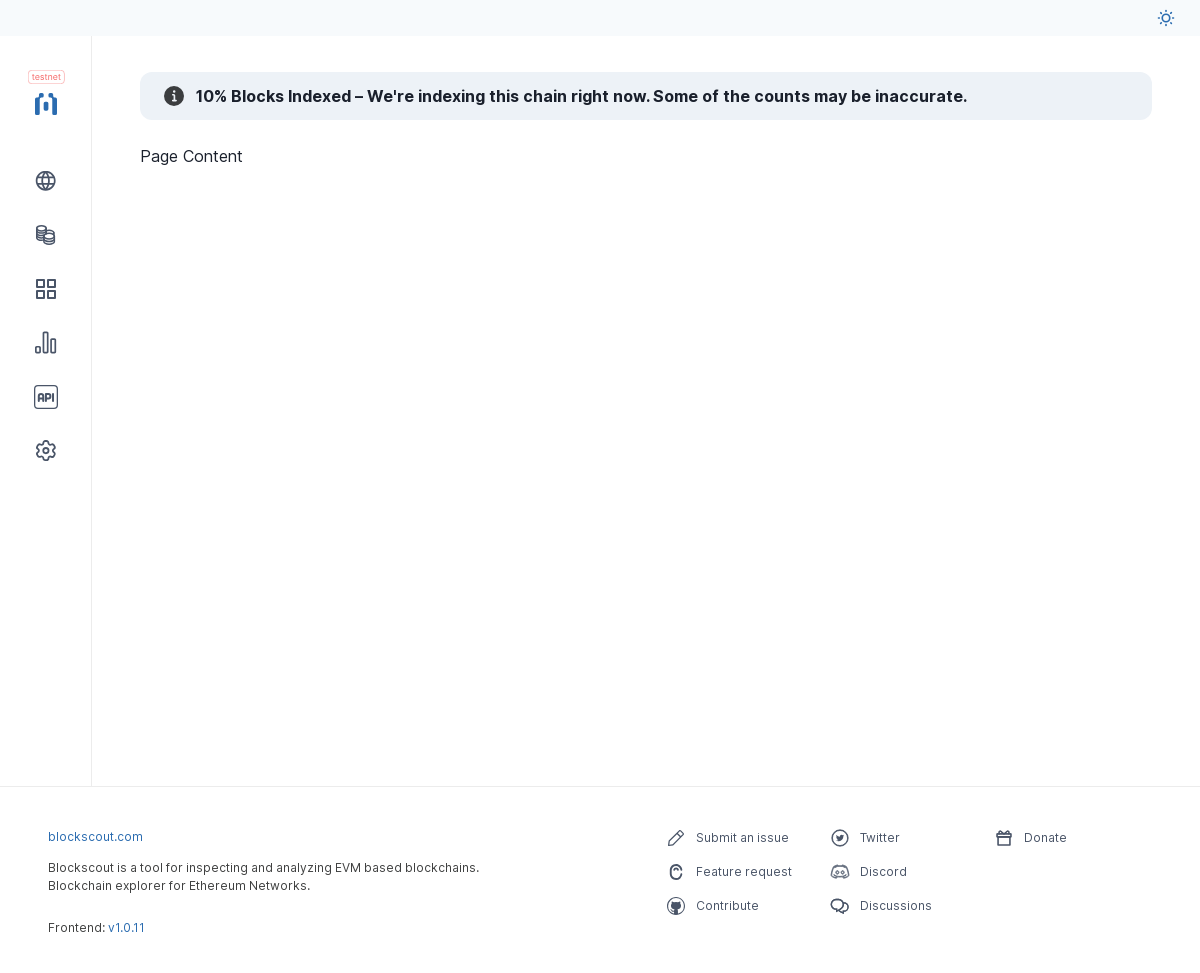 testnet
10% Blocks Indexed – We're indexing this chain right now. Some of the counts may be inaccurate.
Page Content
API
blockscout.com
Blockscout is a tool for inspecting and analyzing EVM based blockchains.
Blockchain explorer for Ethereum Networks.
Frontend: v1.0.11
Submit an issue
Feature request
Contribute
Twitter
Discord
Discussions
Donate